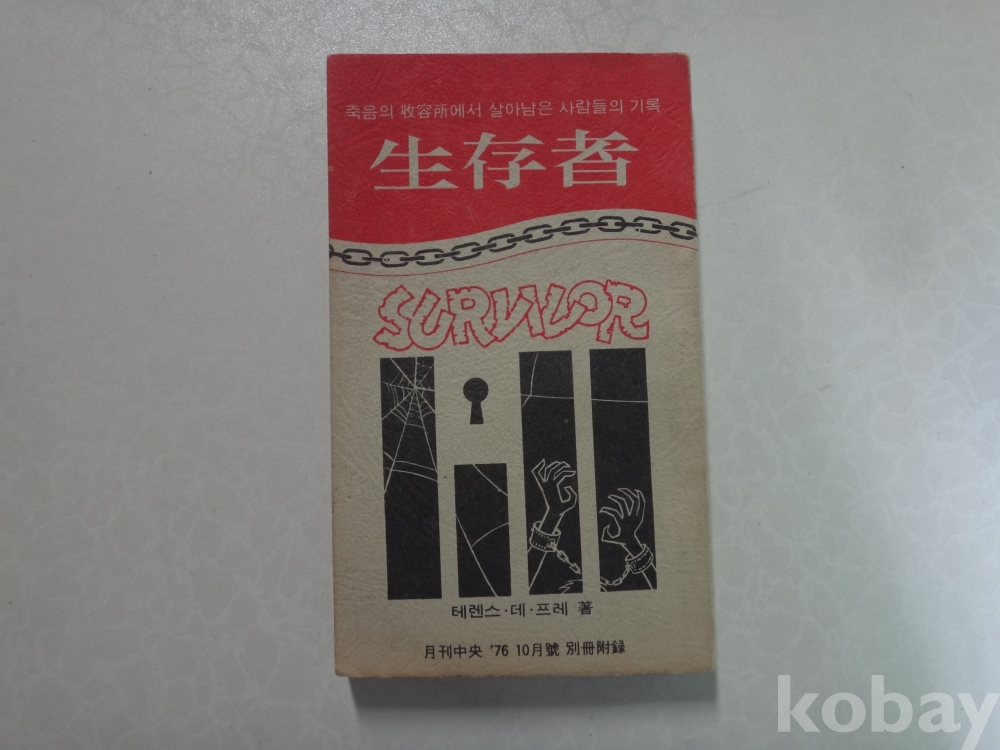 죽음의 收容所에서 살아남은 사람들의 기록
生存者
SURVIVOR
테렌스·데·프레 著
月刊中央 '76 10月號 別冊附録
kobay